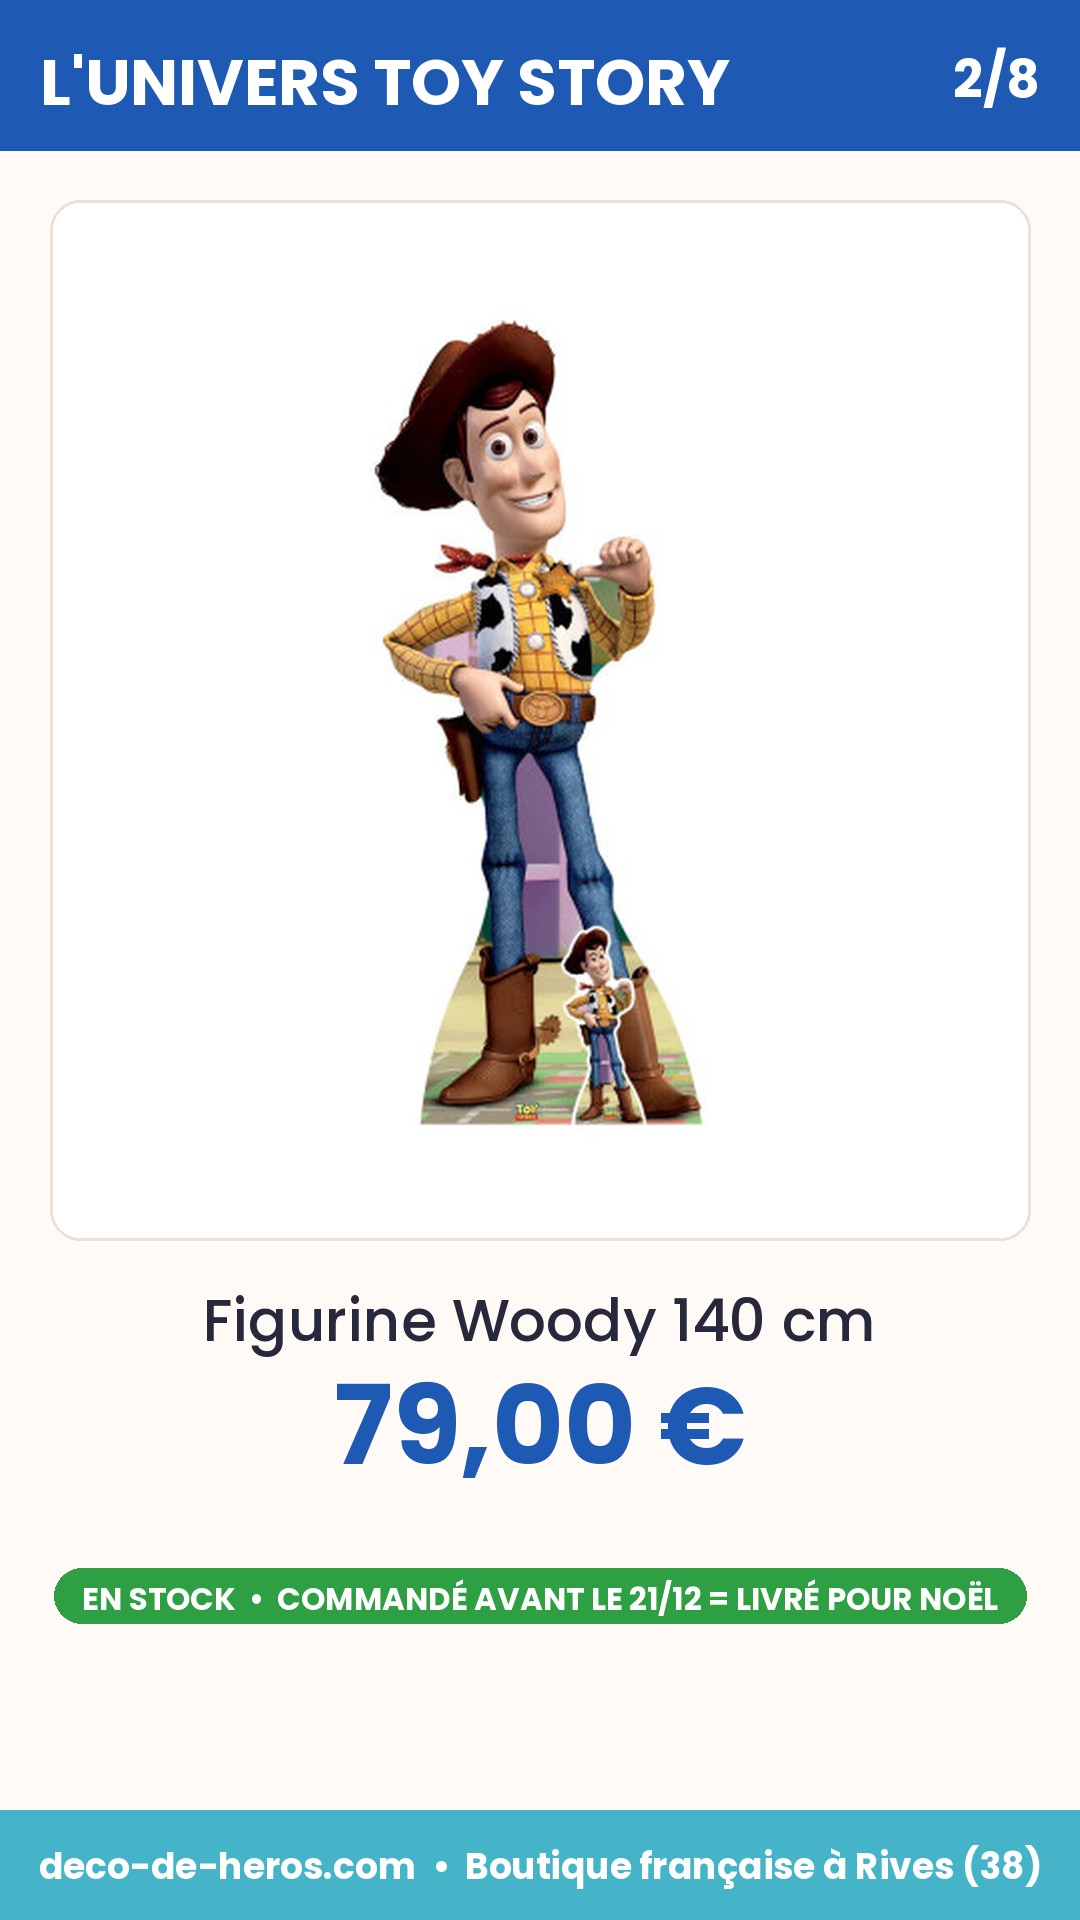 L'UNIVERS TOY STORY
2/8
TOY
Figurine Woody 140 cm
79,00 €
EN STOCK • COMMANDÉ AVANT LE 21/12 = LIVRÉ POUR NOËL
deco-de-heros.com • Boutique française à Rives (38)